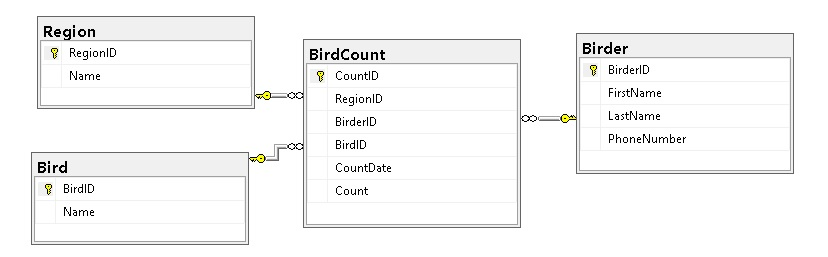 Region
RegionID
Name
Bird
BirdID
Name
BirdCount
CountID
RegionID
BirderID
BirdID
CountDate
Count
Birder
BirderID
FirstName
LastName
PhoneNumber